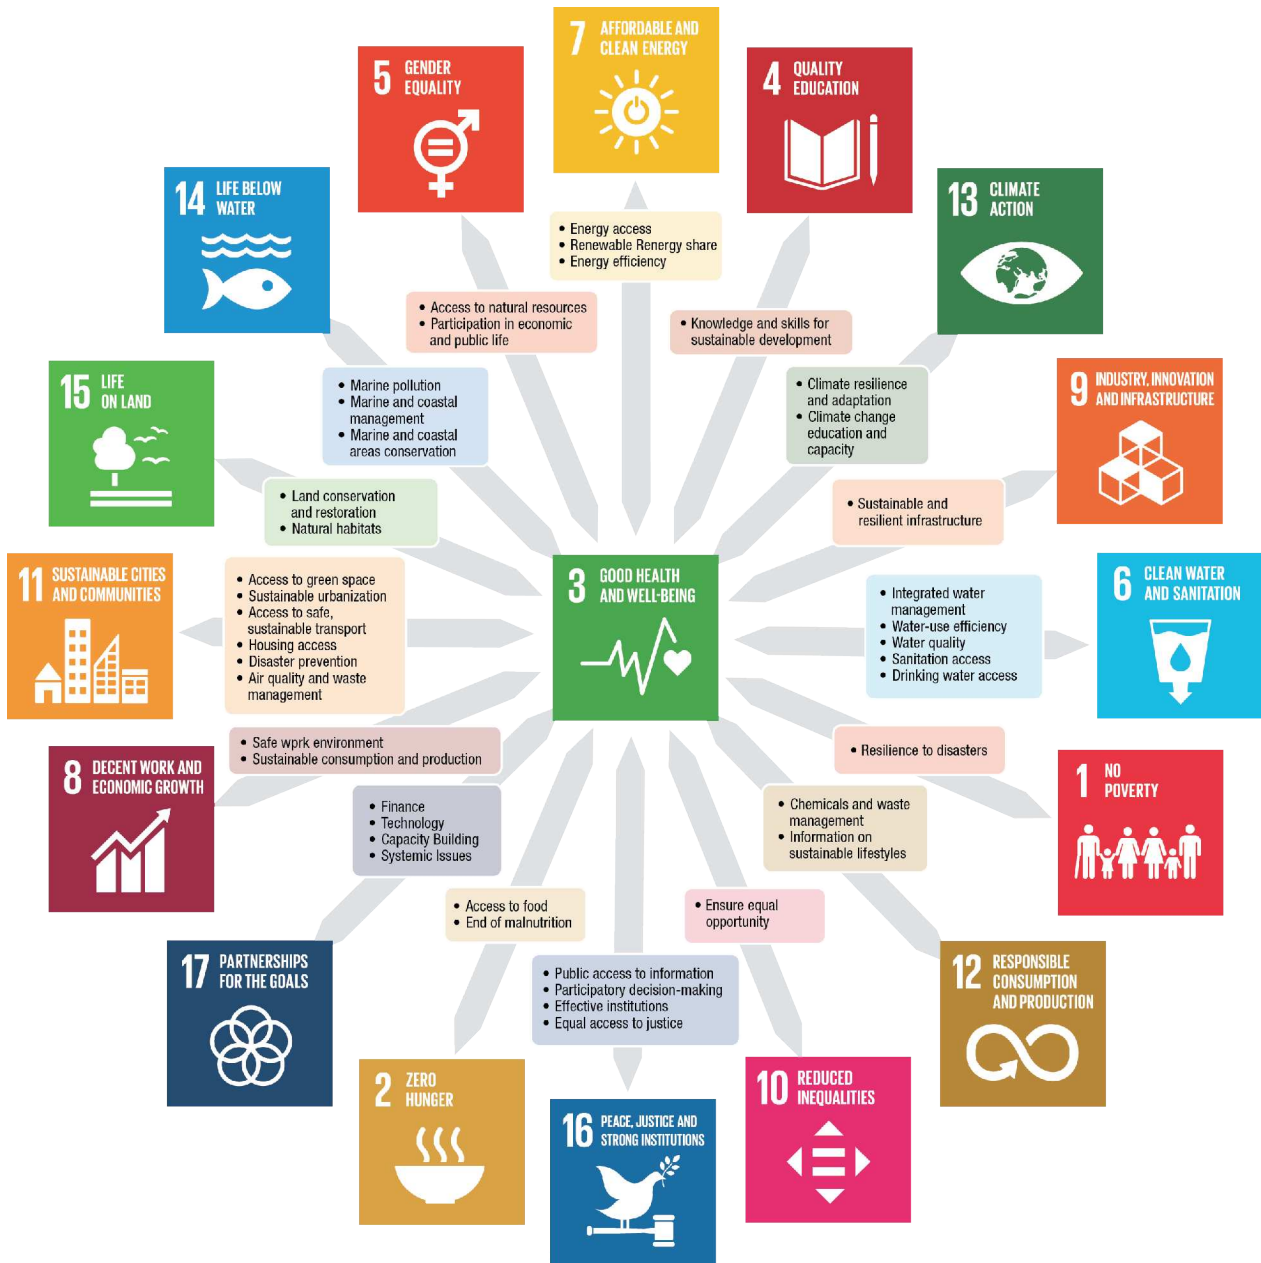 7 AFFORDABLE AND
CLEAN ENERGY
5 GENDER
EQUALITY
4 QUALITY
EDUCATION
14 LIFE BELOW
WATER
13 CLIMATE
ACTION
• Energy access
• Renewable Renergy share
• Energy efficiency
• Access to natural resources
• Participation in economic
and public life
• Knowledge and skills for
sustainable development
15 LIFE
ON LAND
• Marine pollution
• Marine and coastal
management
• Marine and coastal
areas conservation
• Climate resilience
and adaptation
• Climate change
education and
capacity
9 INDUSTRY, INNOVATION
AND INFRASTRUCTURE
• Land conservation
and restoration
• Natural habitats
• Sustainable and
resilient infrastructure
11 SUSTAINABLE CITIES
AND COMMUNITIES
• Access to green space
• Sustainable urbanization
• Access to safe,
sustainable transport
• Housing access
• Disaster prevention
• Air quality and waste
management
3 GOOD HEALTH
AND WELL-BEING
• Integrated water
management
• Water-use efficiency
• Water quality
• Sanitation access
• Drinking water access
6 CLEAN WATER
AND SANITATION
8 DECENT WORK AND
ECONOMIC GROWTH
• Safe wprk environment
• Sustainable consumption and production
• Resilience to disasters
1 NO
POVERTY
• Finance
• Technology
• Capacity Building
• Systemic Issues
• Chemicals and waste
management
• Information on
sustainable lifestyles
• Access to food
• End of malnutrition
• Ensure equal
opportunity
17 PARTNERSHIPS
FOR THE GOALS
• Public access to information
• Participatory decision-making
• Effective institutions
• Equal access to justice
12 RESPONSIBLE
CONSUMPTION
AND PRODUCTION
2 ZERO
HUNGER
16 PEACE, JUSTICE AND
STRONG INSTITUTIONS
10 REDUCED
INEQUALITIES